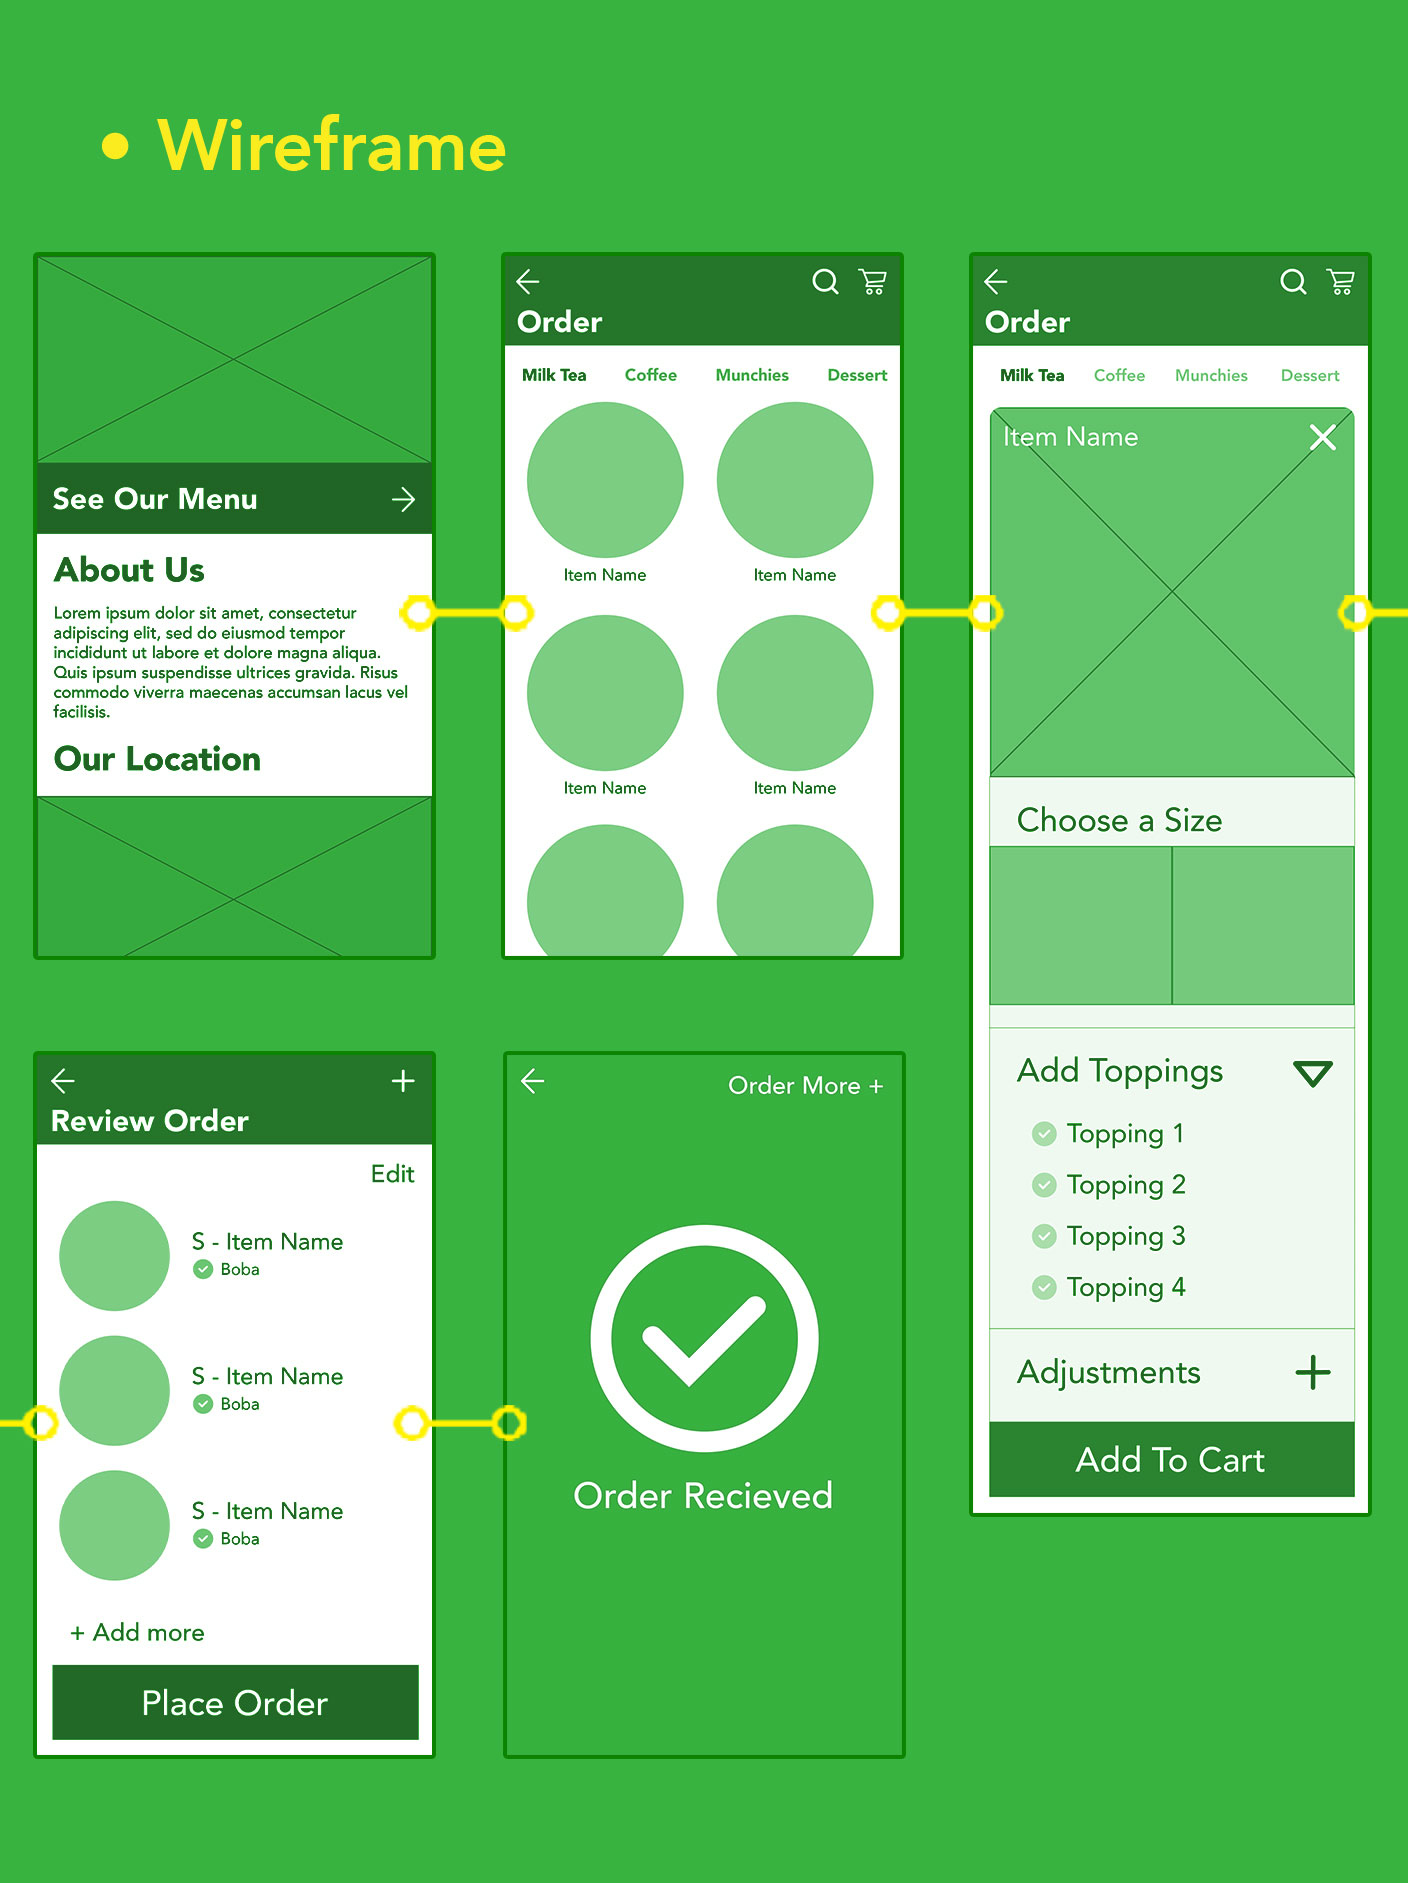 • Wireframe
See Our Menu
About Us
Lorem ipsum dolor sit amet, consectetur
adipiscing elit, sed do eiusmod tempor
incididunt ut labore et dolore magna aliqua.
Quis ipsum suspendisse ultrices gravida. Risus
commodo viverra maecenas accumsan lacus vel
facilisis.
Our Location
Order
Milk Tea Coffee Munchies Dessert
Item Name Item Name
Item Name Item Name
Order
Milk Tea Coffee Munchies Dessert
Item Name
Choose a Size
Add Toppings
Topping 1
Topping 2
Topping 3
Topping 4
Adjustments
Add To Cart
Review Order
Edit
S - Item Name
Boba
S - Item Name
Boba
S - Item Name
Boba
+ Add more
Place Order
Order More +
Order Recieved